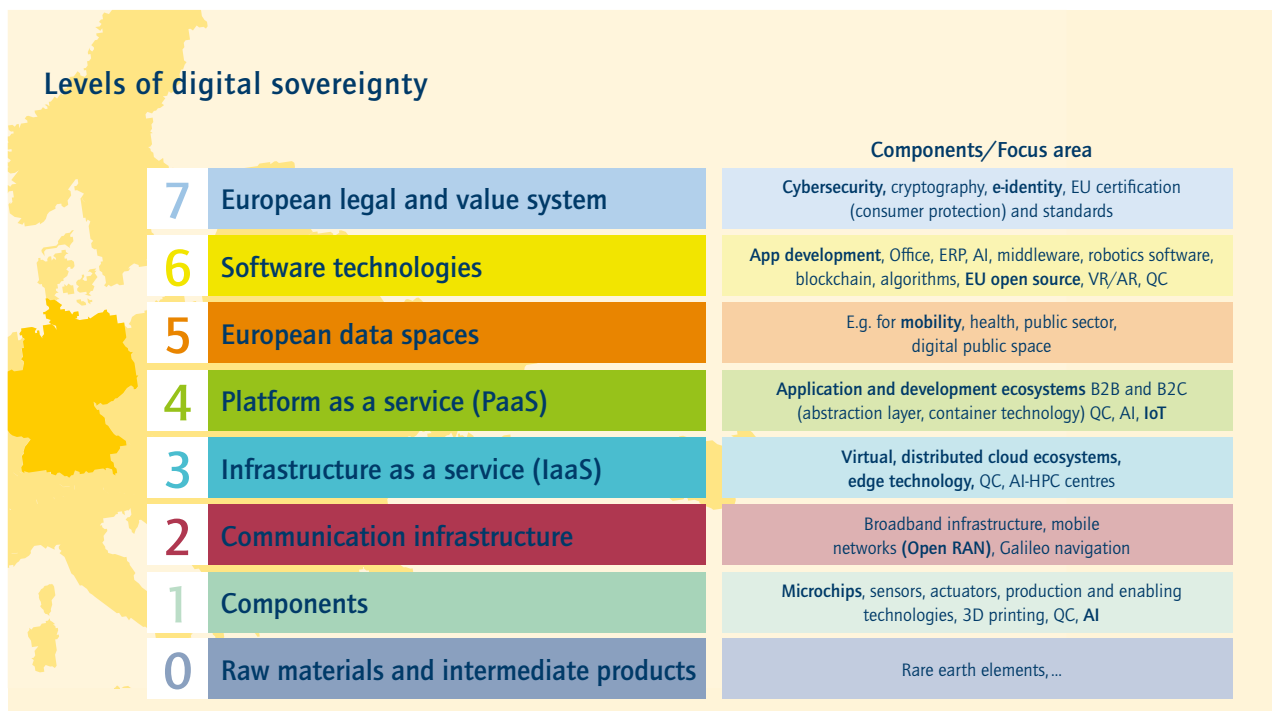 Levels of digital sovereignty
Components/Focus area
7
European legal and value system
Cybersecurity, cryptography, e-identity, EU certification
(consumer protection) and standards
6
Software technologies
App development, Office, ERP, AI, middleware, robotics software,
blockchain, algorithms, EU open source, VR/AR, QC
5
European data spaces
E.g. for mobility, health, public sector,
digital public space
4
Platform as a service (PaaS)
Application and development ecosystems B2B and B2C
(abstraction layer, container technology) QC, AI, IoT
3
Infrastructure as a service (IaaS)
Virtual, distributed cloud ecosystems,
edge technology, QC, AI-HPC centres
2
Communication infrastructure
Broadband infrastructure, mobile
networks (Open RAN), Galileo navigation
1
Components
Microchips, sensors, actuators, production and enabling
technologies, 3D printing, QC, AI
0
Raw materials and intermediate products
Rare earth elements, ...